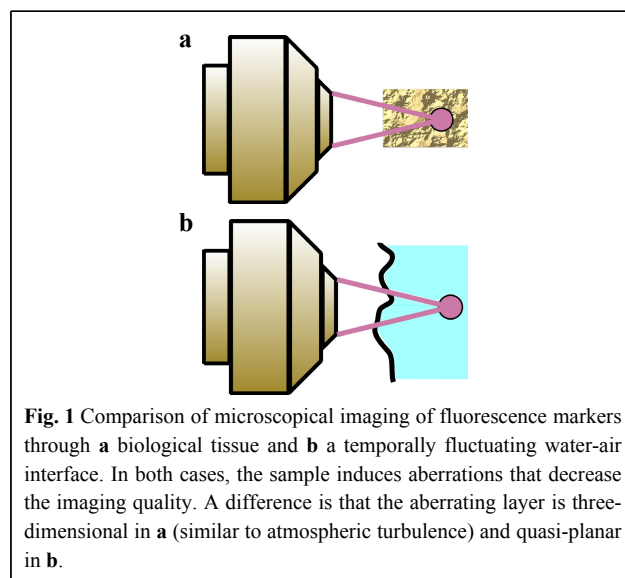 a
b
Fig. 1 Comparison of microscopical imaging of fluorescence markers
through a biological tissue and b a temporally fluctuating water-air
interface. In both cases, the sample induces aberrations that decrease
the imaging quality. A difference is that the aberrating layer is three-
dimensional in a (similar to atmospheric turbulence) and quasi-planar
in b.